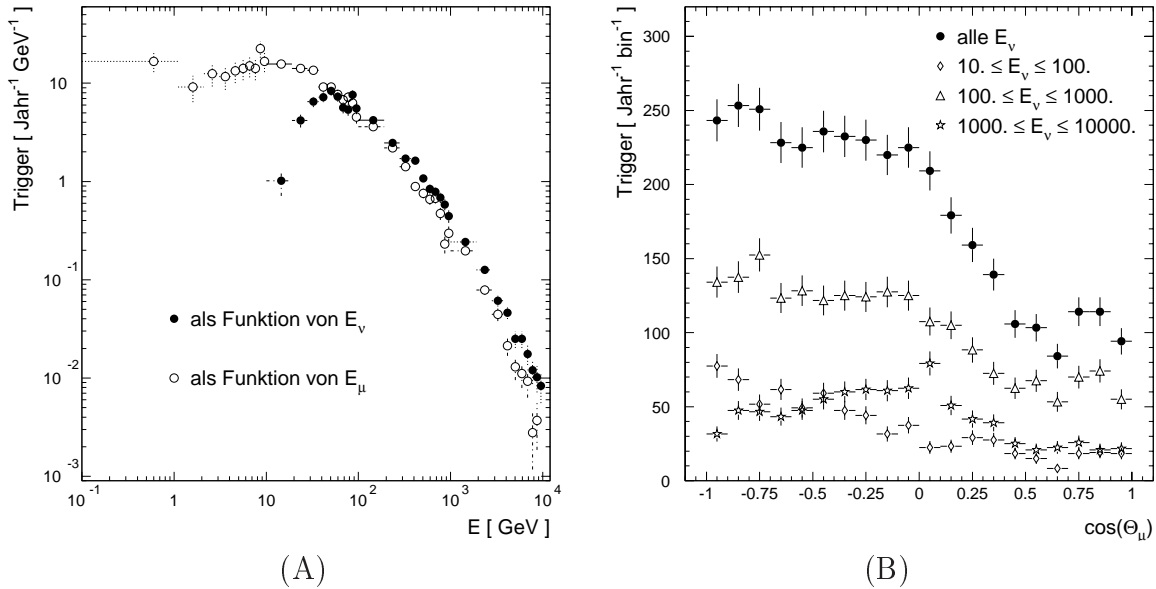 Trigger [ Jahr⁻¹ GeV⁻¹ ]
10
1
10⁻¹
10⁻²
10⁻³
● als Funktion von E_ν
○ als Funktion von E_μ
10⁻¹ 1 10 10² 10³ 10⁴
E [ GeV ]
(A)
Trigger [ Jahr⁻¹ bin⁻¹ ]
300
250
200
150
100
50
0
alle E_ν
10. ≤ E_ν ≤ 100.
100. ≤ E_ν ≤ 1000.
1000. ≤ E_ν ≤ 10000.
-1 -0.75 -0.5 -0.25 0 0.25 0.5 0.75 1
cos(Θ_μ)
(B)